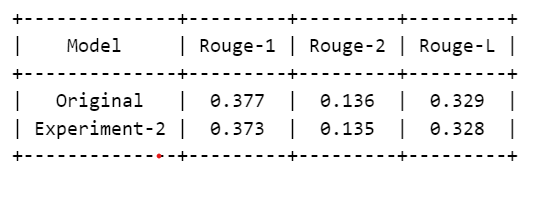 +--------------+---------+---------+---------+
|    Model     | Rouge-1 | Rouge-2 | Rouge-L |
+--------------+---------+---------+---------+
|   Original   |  0.377  |  0.136  |  0.329  |
| Experiment-2 |  0.373  |  0.135  |  0.328  |
+--------------+---------+---------+---------+